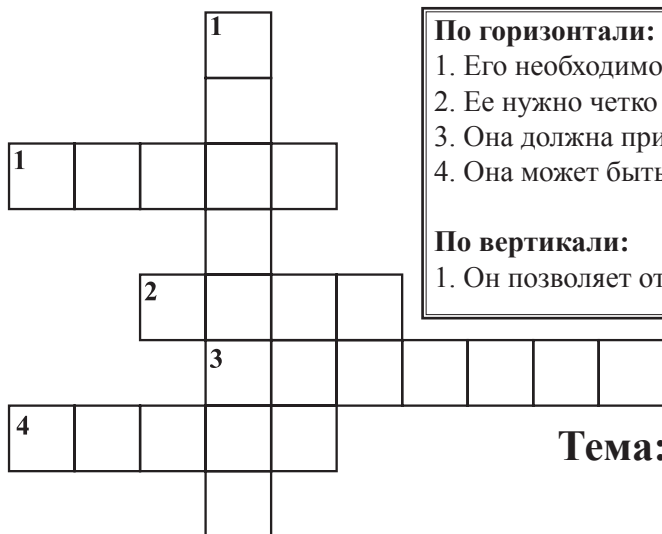 1
По горизонтали:
1. Его необходимо
2. Ее нужно четко
3. Она должна при
4. Она может быть
1
По вертикали:
1. Он позволяет от
2
3
4
Тема: